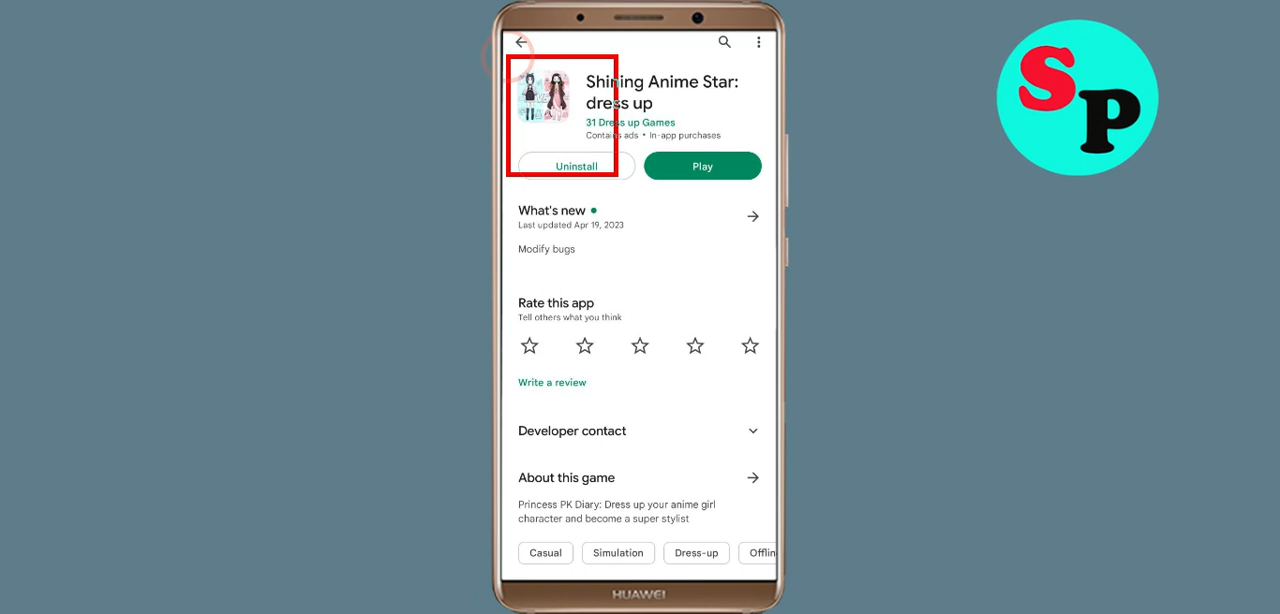 Shining Anime Star:
dress up
31 Dress up Games
Contains ads • In-app purchases
Uninstall
Play
What's new
Last updated Apr 19, 2023
Modify bugs
Rate this app
Tell others what you think
Write a review
Developer contact
About this game
Princess PK Diary: Dress up your anime girl
character and become a super stylist
Casual
Simulation
Dress-up
Offlin
HUAWEI
SP